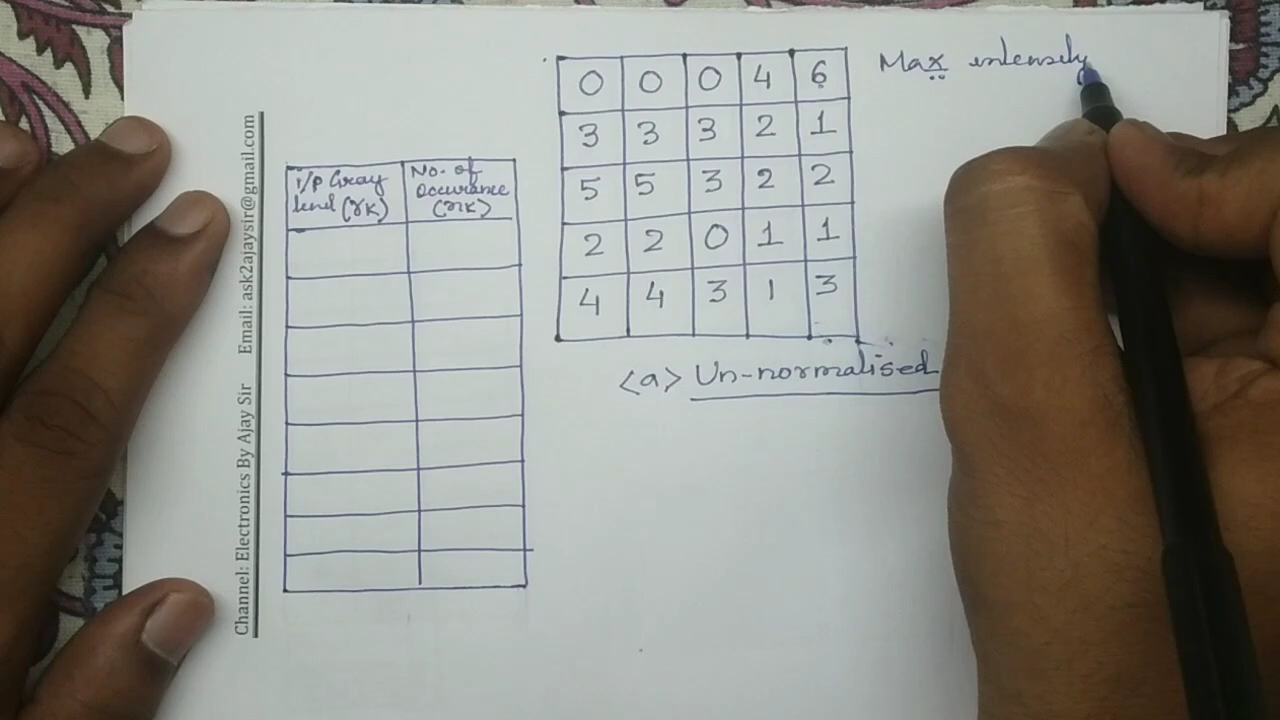 Max intensity
0 0 0 4 6
3 3 3 2 1
5 5 3 2 2
2 2 0 1 1
4 4 3 1 3
<a> Un-normalised
i/p Gray No. of
level (rk) Occurance
(nk)
Channel: Electronics By Ajay Sir Email: ask2ajaysir@gmail.com